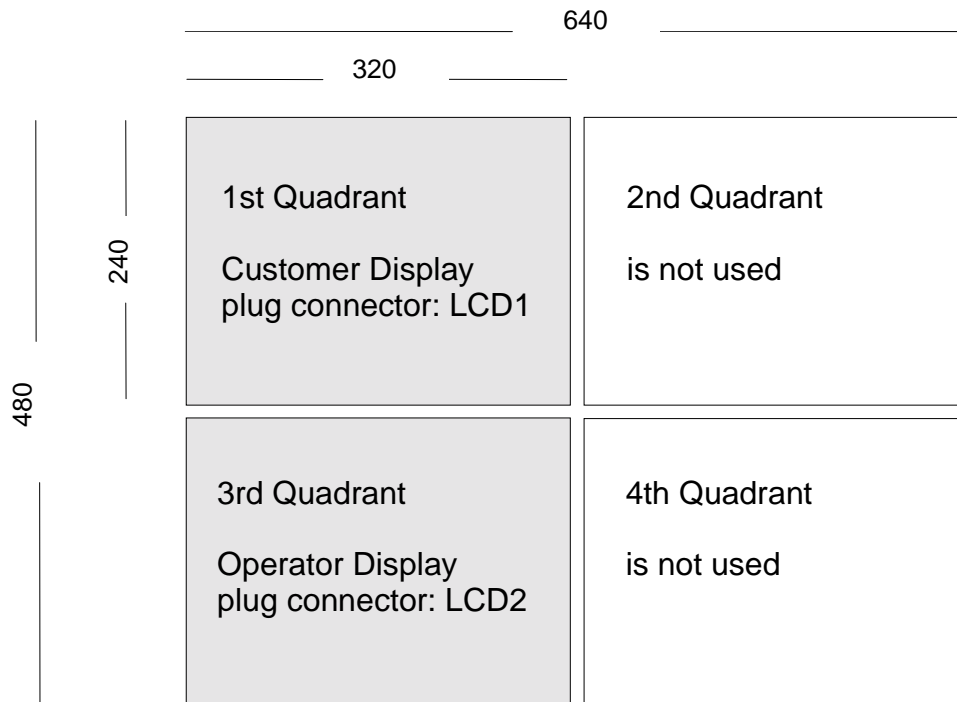 640
320
240
480
1st Quadrant
Customer Display
plug connector: LCD1
2nd Quadrant
is not used
3rd Quadrant
Operator Display
plug connector: LCD2
4th Quadrant
is not used